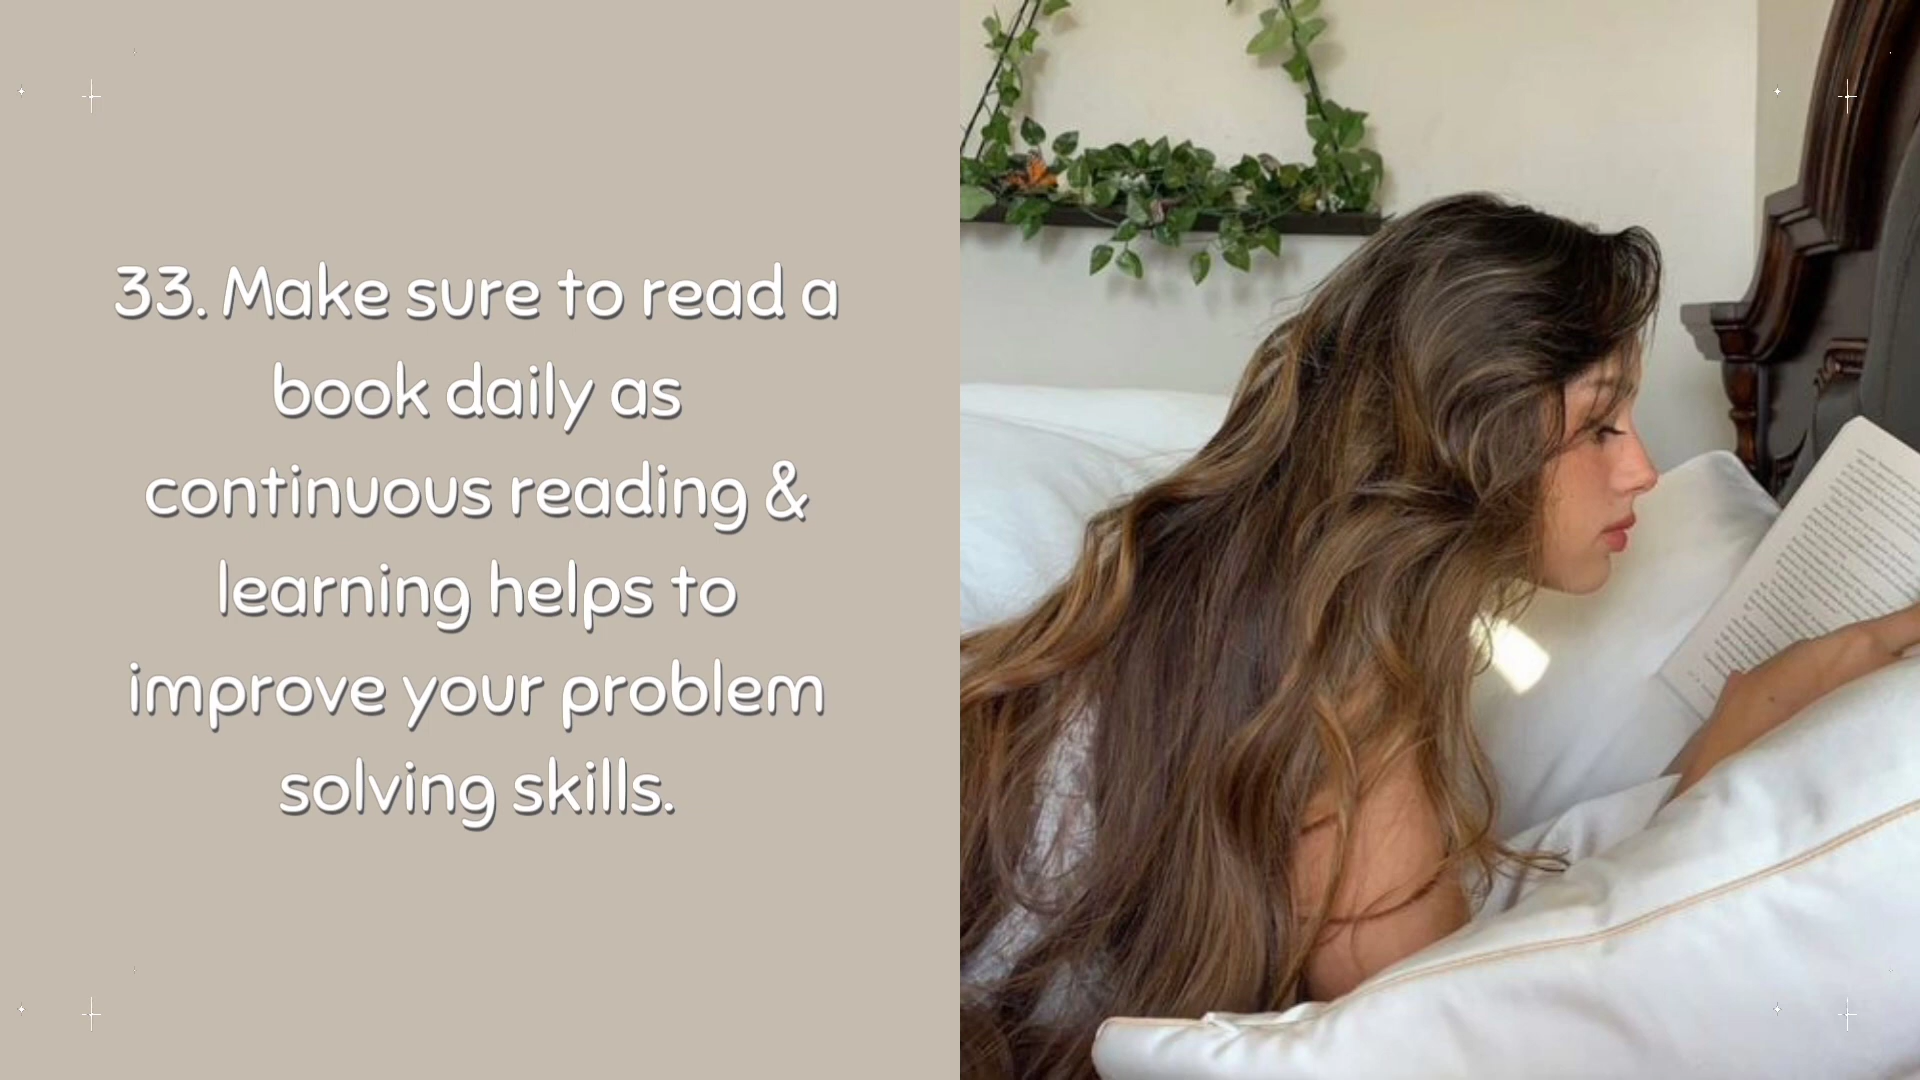 33. Make sure to read a
book daily as
continuous reading &
learning helps to
improve your problem
solving skills.